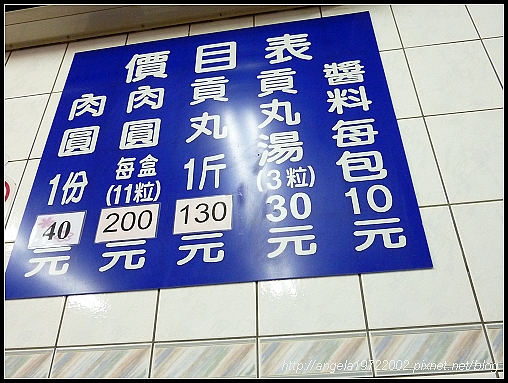 價目表
醬料每包10元
貢丸湯(3粒)30元
貢丸1斤130元
肉圓每盒(11粒)200元
肉圓1份40元
http://angela19722002.pixnet.net/blog